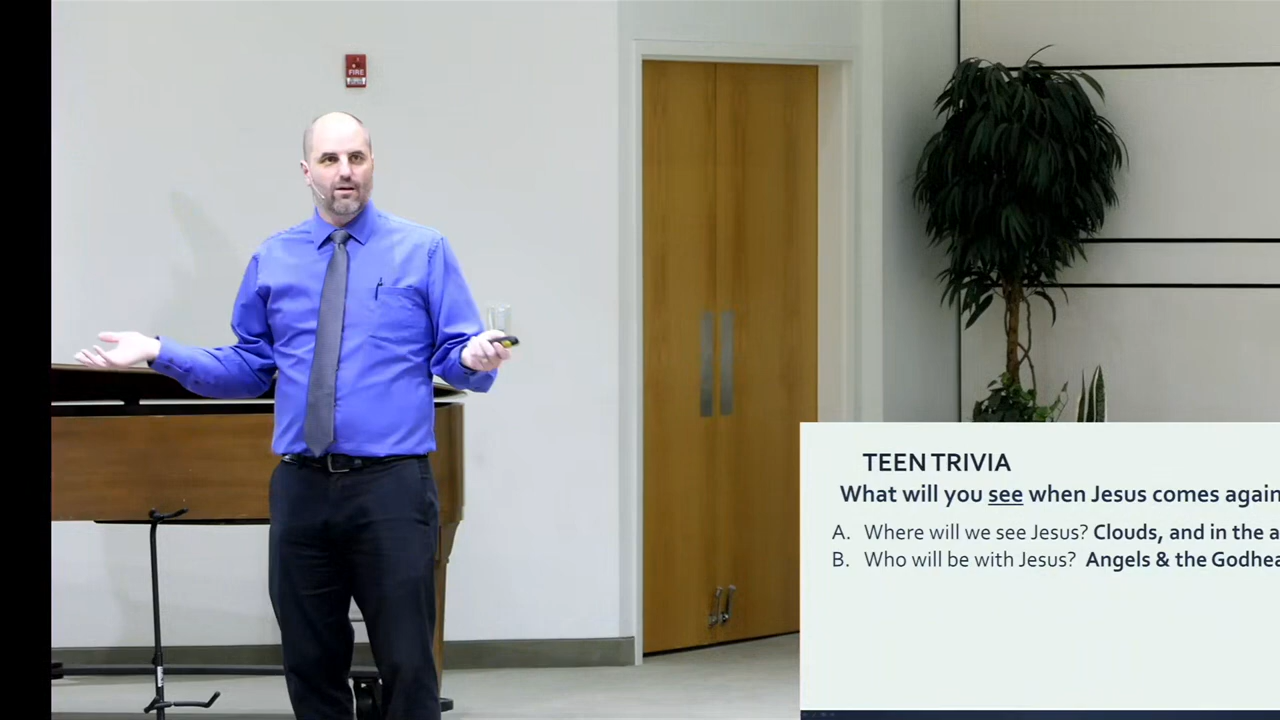 FIRE
TEEN TRIVIA
What will you see when Jesus comes again
A. Where will we see Jesus? Clouds, and in the a
B. Who will be with Jesus? Angels & the Godhea